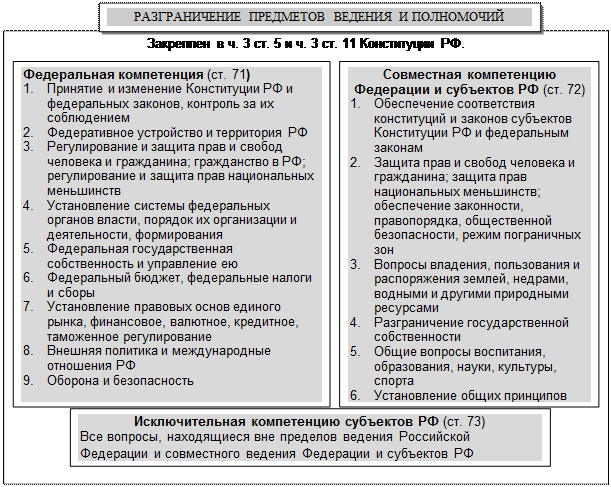 РАЗГРАНИЧЕНИЕ ПРЕДМЕТОВ ВЕДЕНИЯ И ПОЛНОМОЧИЙ
Закреплен в ч. 3 ст. 5 и ч. 3 ст. 11 Конституции РФ.
Федеральная компетенция (ст. 71)
1. Принятие и изменение Конституции РФ и
федеральных законов, контроль за их
соблюдением
2. Федеративное устройство и территория РФ
3. Регулирование и защита прав и свобод
человека и гражданина; гражданство в РФ;
регулирование и защита прав национальных
меньшинств
4. Установление системы федеральных
органов власти, порядок их организации и
деятельности, формирования
5. Федеральная государственная
собственность и управление ею
6. Федеральный бюджет, федеральные налоги
и сборы
7. Установление правовых основ единого
рынка, финансовое, валютное, кредитное,
таможенное регулирование
8. Внешняя политика и международные
отношения РФ
9. Оборона и безопасность
Совместная компетенцию
Федерации и субъектов РФ (ст. 72)
1. Обеспечение соответствия
конституций и законов субъектов
Конституции РФ и федеральным
законам
2. Защита прав и свобод человека и
гражданина; защита прав
национальных меньшинств;
обеспечение законности,
правопорядка, общественной
безопасности, режим пограничных
зон
3. Вопросы владения, пользования и
распоряжения землей, недрами,
водными и другими природными
ресурсами
4. Разграничение государственной
собственности
5. Общие вопросы воспитания,
образования, науки, культуры,
спорта
6. Установление общих принципов
Исключительная компетенцию субъектов РФ (ст. 73)
Все вопросы, находящиеся вне пределов ведения Российской
Федерации и совместного ведения Федерации и субъектов РФ